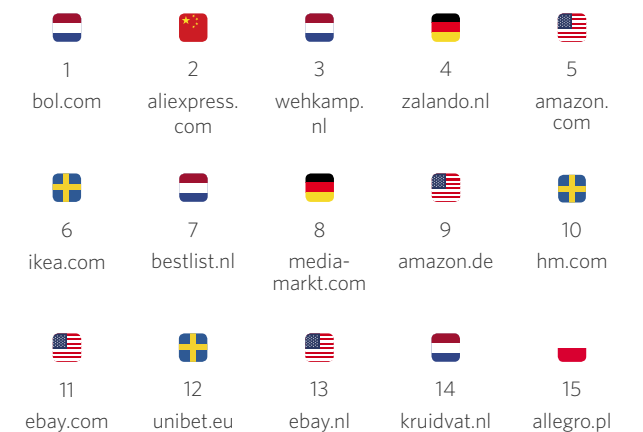 1 2 3 4 5
bol.com aliexpress. wehkamp. zalando.nl amazon.
com nl com
6 7 8 9 10
ikea.com bestlist.nl media- amazon.de hm.com
markt.com
11 12 13 14 15
ebay.com unibet.eu ebay.nl kruidvat.nl allegro.pl